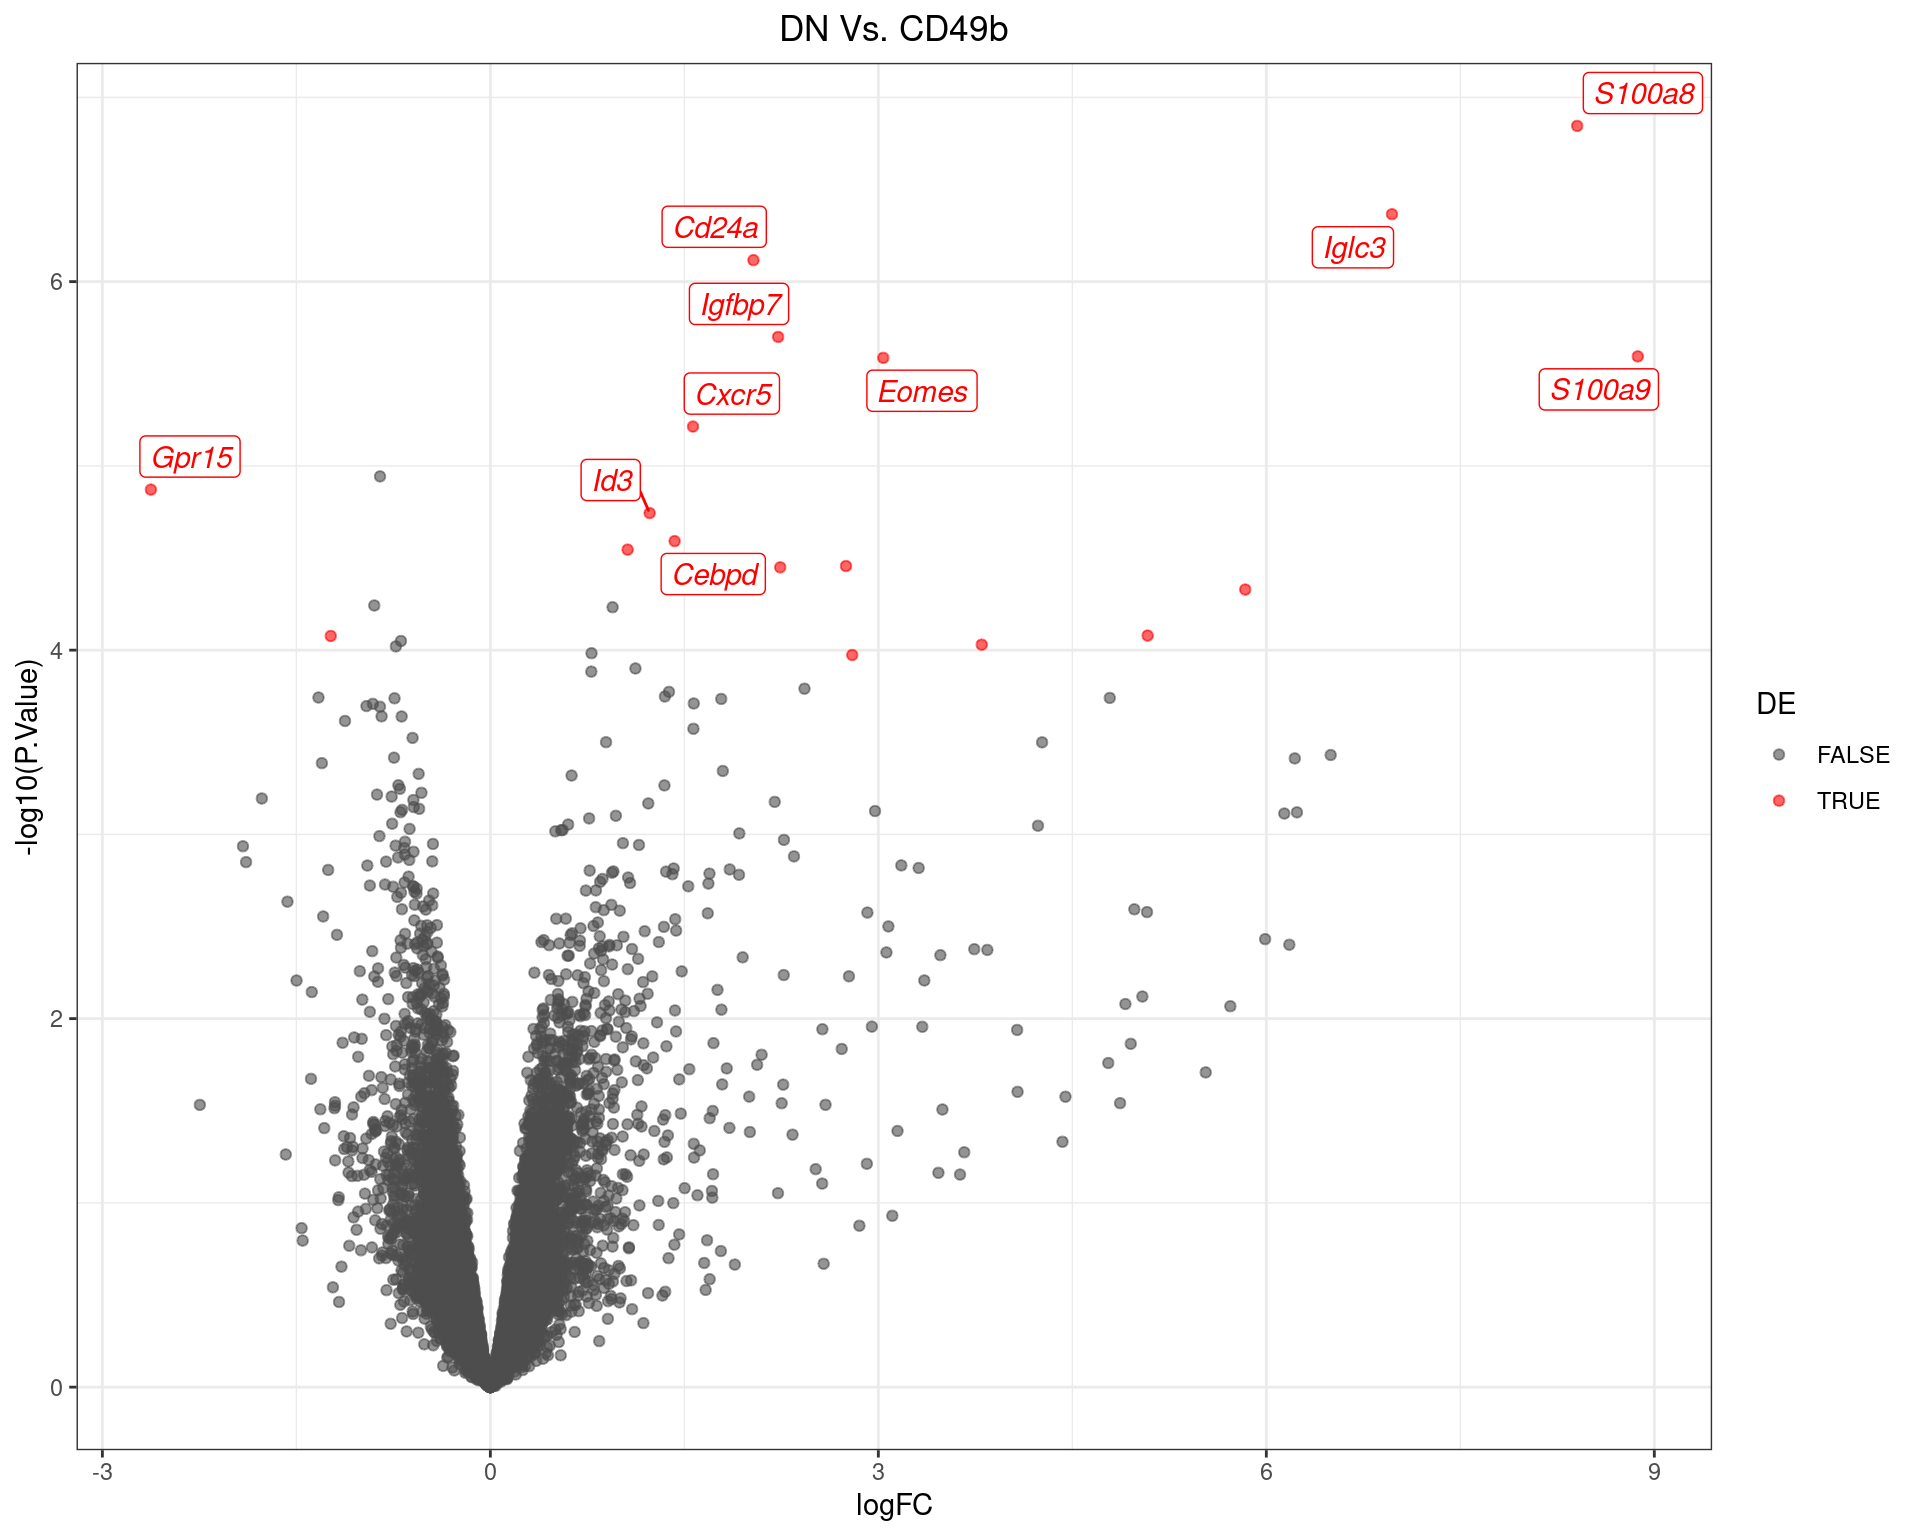 DN Vs. CD49b
S100a8
Cd24a
Iglc3
Igfbp7
Cxcr5
Eomes
S100a9
Gpr15
Id3
Cebpd
6
4
2
0
-log10(P.Value)
-3
0
3
6
9
logFC
DE
FALSE
TRUE